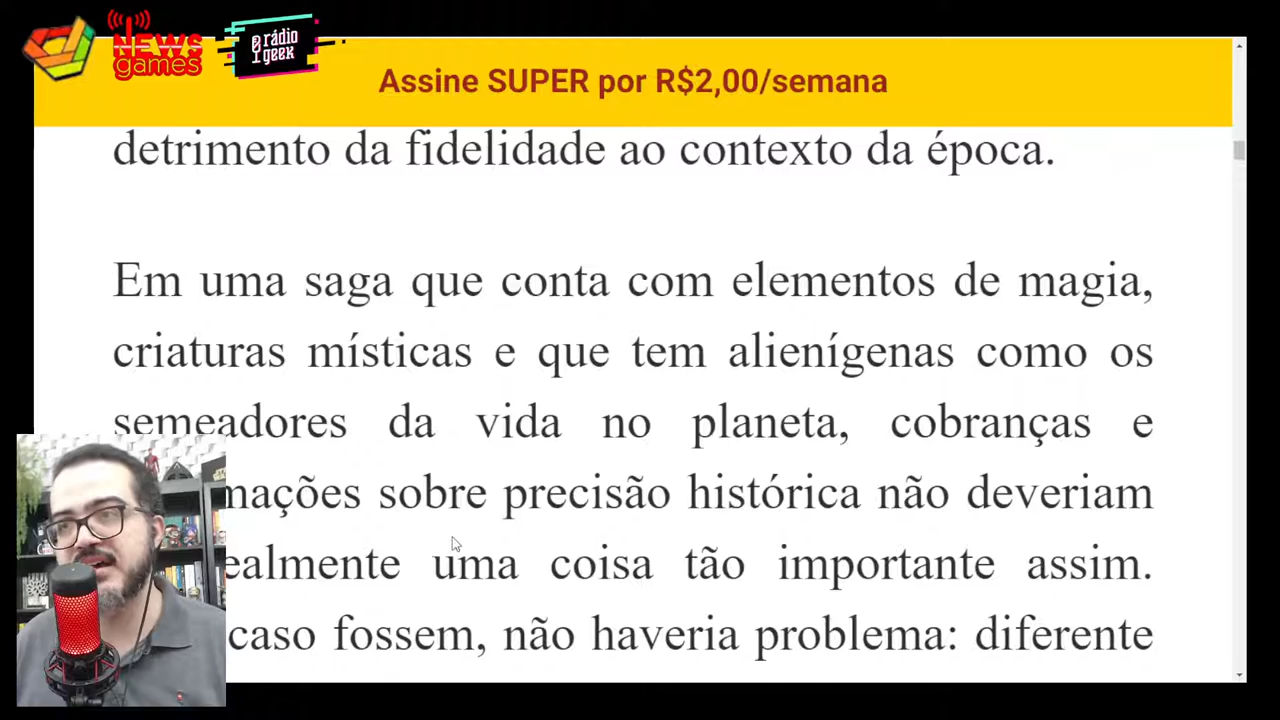 NEWS
games
rádio
geek
Assine SUPER por R$2,00/semana
detrimento da fidelidade ao contexto da época.
Em uma saga que conta com elementos de magia,
criaturas místicas e que tem alienígenas como os
semeadores da vida no planeta, cobranças e
mações sobre precisão histórica não deveriam
ealmente uma coisa tão importante assim.
caso fossem, não haveria problema: diferente